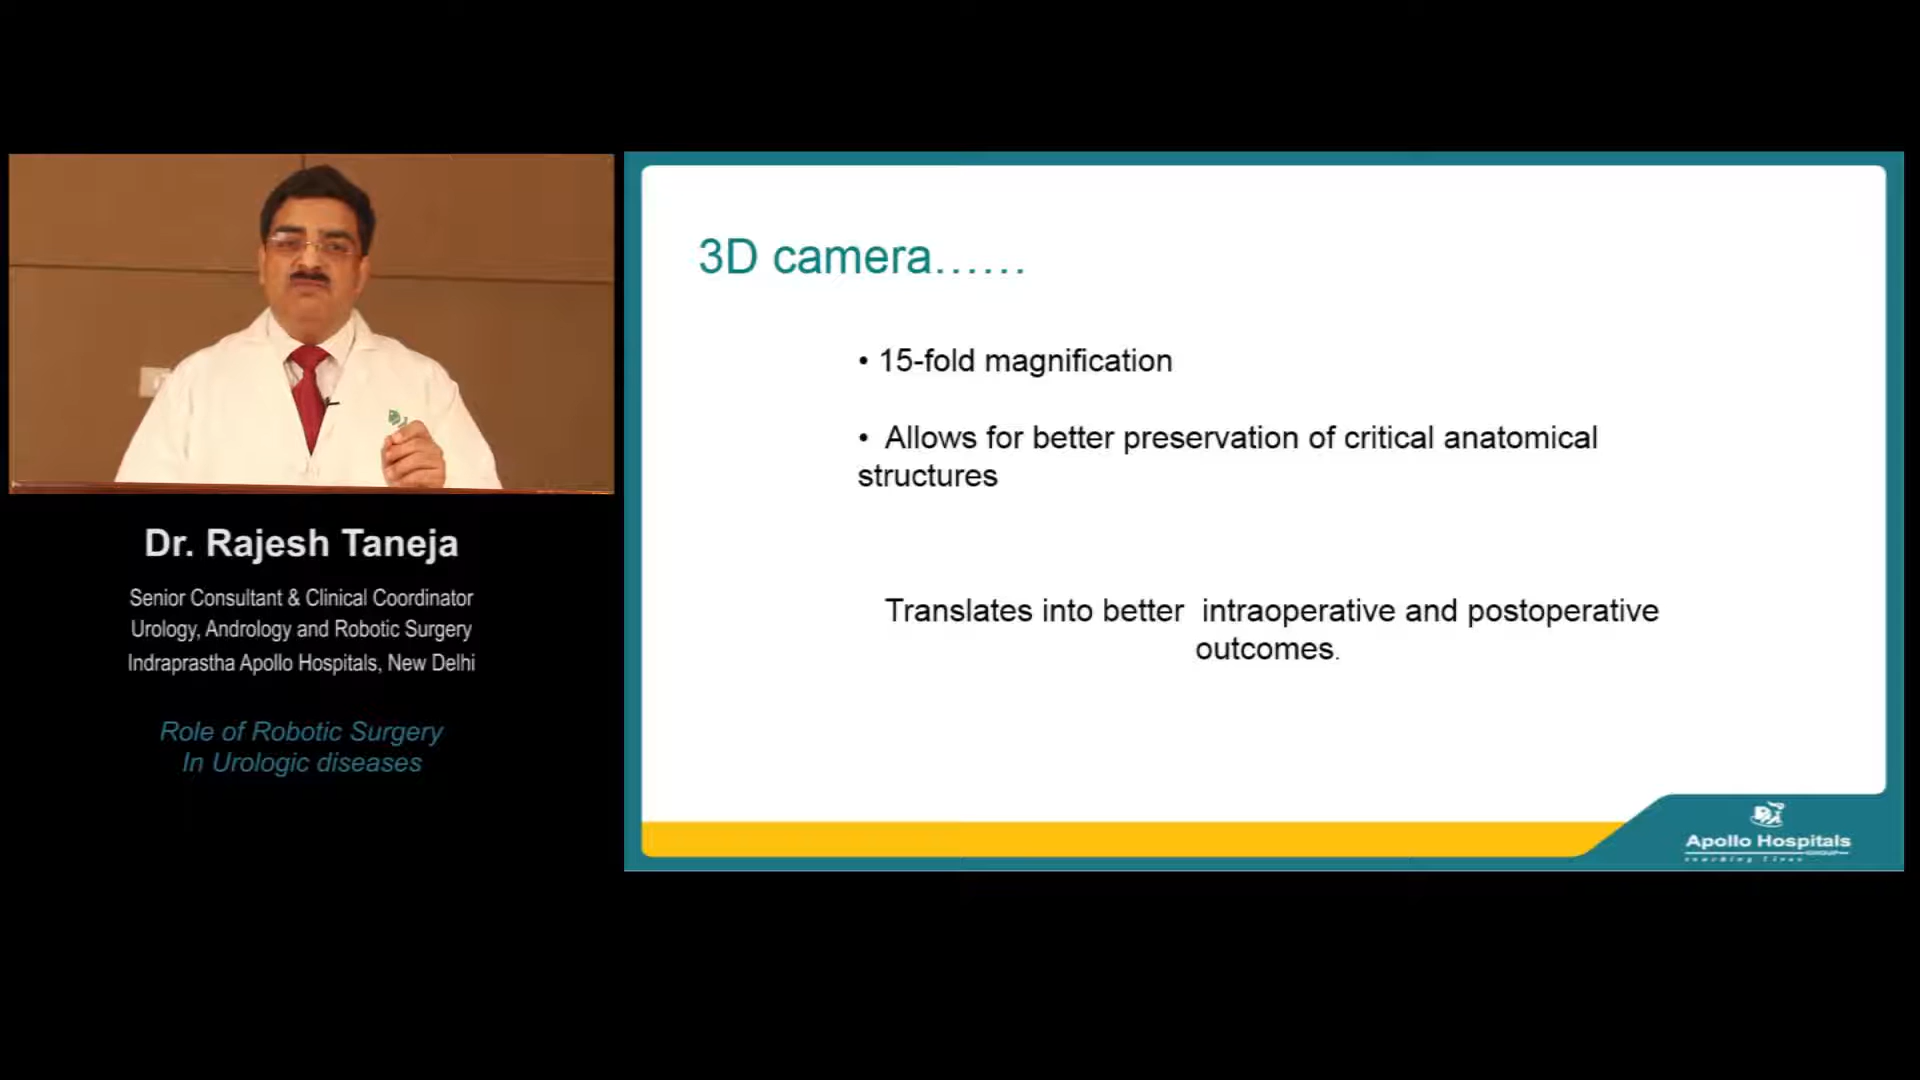 Dr. Rajesh Taneja
Senior Consultant & Clinical Coordinator
Urology, Andrology and Robotic Surgery
Indraprastha Apollo Hospitals, New Delhi
Role of Robotic Surgery
In Urologic diseases
3D camera......
• 15-fold magnification
• Allows for better preservation of critical anatomical
structures
Translates into better intraoperative and postoperative
outcomes.
Apollo Hospitals